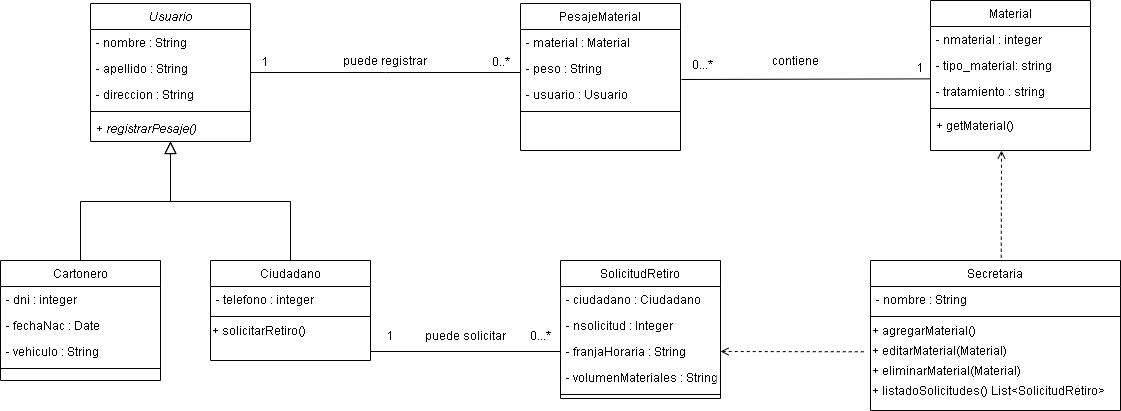 Usuario
- nombre : String
- apellido : String
- direccion : String
+ registrarPesaje()
1
puede registrar
0..*
PesajeMaterial
- material : Material
- peso : String
- usuario : Usuario
0...*
contiene
1
Material
- nmaterial : integer
- tipo_material: string
- tratamiento : string
+ getMaterial()
Cartonero
- dni : integer
- fechaNac : Date
- vehiculo : String
Ciudadano
- telefono : integer
+ solicitarRetiro()
1
puede solicitar
0...*
SolicitudRetiro
- ciudadano : Ciudadano
- nsolicitud : Integer
- franjaHoraria : String
- volumenMateriales : String
Secretaria
- nombre : String
+ agregarMaterial()
+ editarMaterial(Material)
+ eliminarMaterial(Material)
+ listadoSolicitudes() List<SolicitudRetiro>